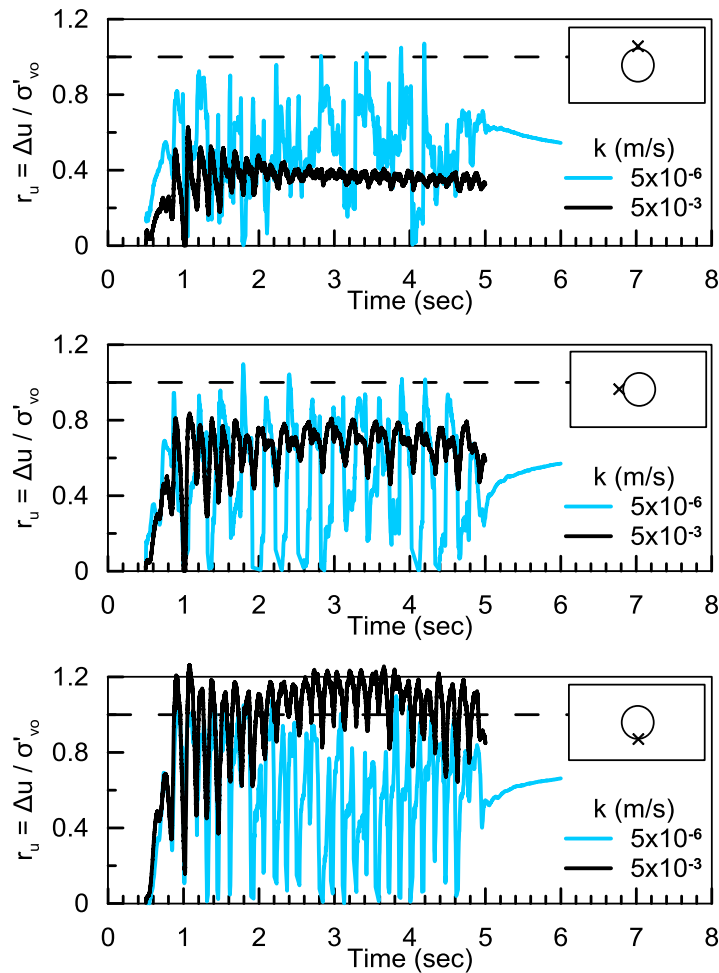 1.2
0.8
0.4
0
r_u = Δu / σ'_vo
k (m/s)
5x10⁻⁶
5x10⁻³
0 1 2 3 4 5 6 7 8
Time (sec)
1.2
0.8
0.4
0
r_u = Δu / σ'_vo
k (m/s)
5x10⁻⁶
5x10⁻³
0 1 2 3 4 5 6 7 8
Time (sec)
1.2
0.8
0.4
0
r_u = Δu / σ'_vo
k (m/s)
5x10⁻⁶
5x10⁻³
0 1 2 3 4 5 6 7 8
Time (sec)